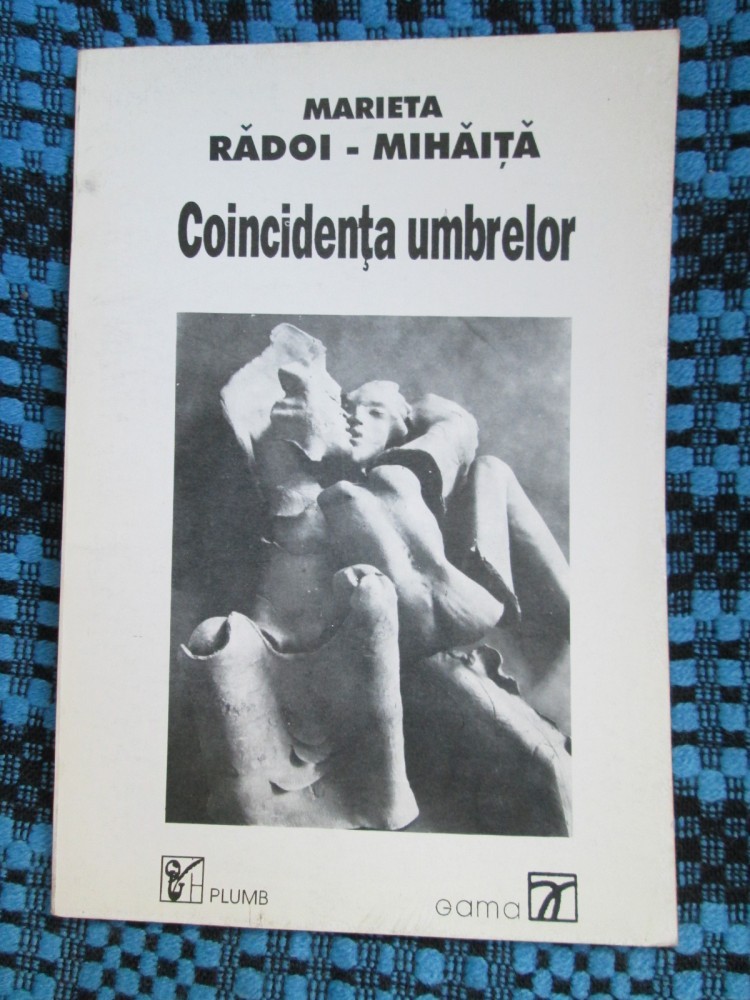 MARIETA
RĂDOI - MIHĂIȚĂ
Coincidența umbrelor
PLUMB
Gama